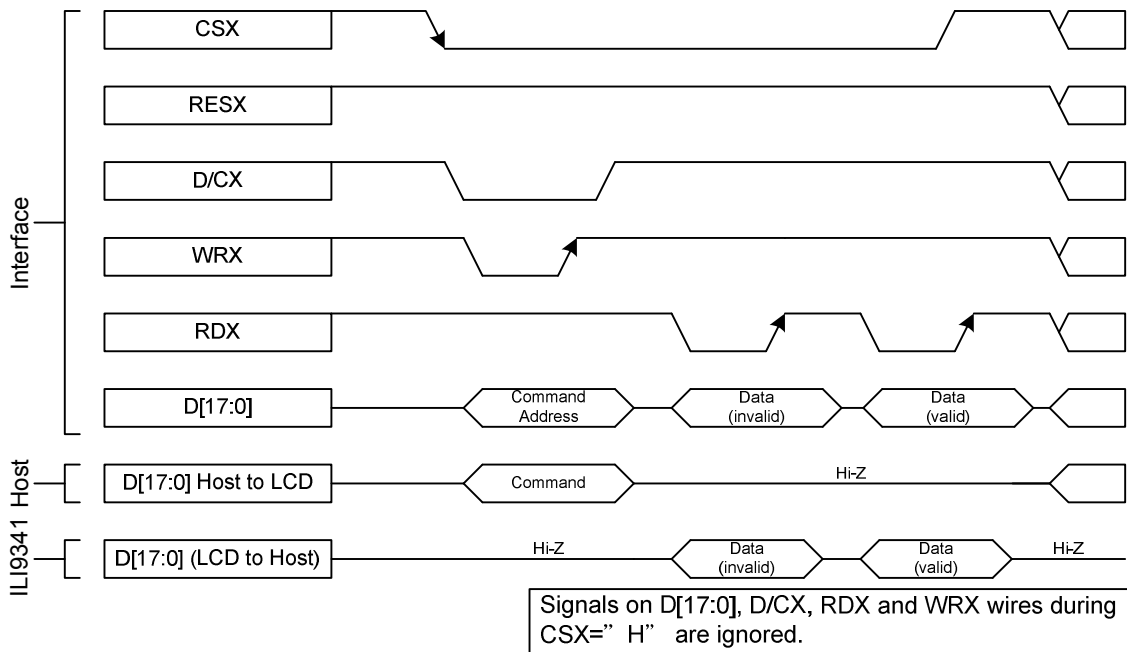 CSX
RESX
D/CX
WRX
RDX
D[17:0]
Command
Address
Data
(invalid)
Data
(valid)
Interface
D[17:0] Host to LCD
Command
Hi-Z
Host
D[17:0] (LCD to Host)
Hi-Z
Data
(invalid)
Data
(valid)
Hi-Z
ILI9341
Signals on D[17:0], D/CX, RDX and WRX wires during
CSX=” H” are ignored.